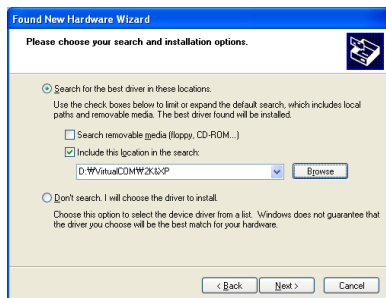 Found New Hardware Wizard
Please choose your search and installation options.
Search for the best driver in these locations.
Use the check boxes below to limit or expand the default search, which includes local
paths and removable media. The best driver found will be installed.
Search removable media (floppy, CD-ROM...)
Include this location in the search:
D:₩VirtualCOM₩2K&XP
Browse
Don't search. I will choose the driver to install.
Choose this option to select the device driver from a list. Windows does not guarantee that
the driver you choose will be the best match for your hardware.
< Back
Next >
Cancel